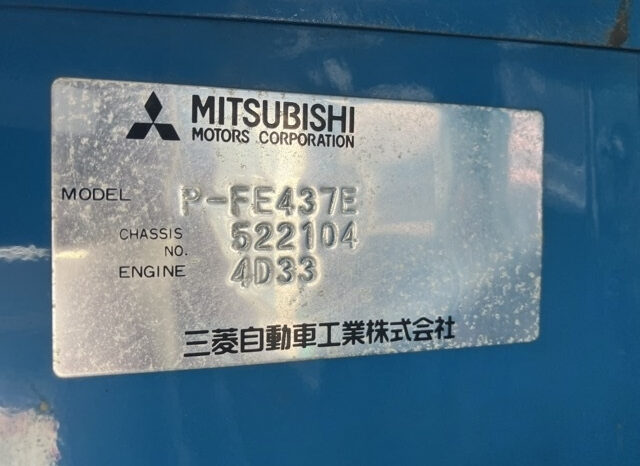 MITSUBISHI
MOTORS CORPORATION
MODEL P-FE437E
CHASSIS NO. 522104
ENGINE 4D33
三菱自動車工業株式会社